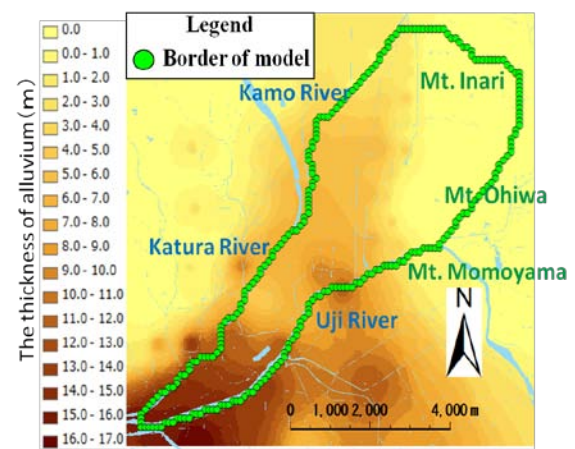 Legend
Border of model
The thickness of alluvium (m)
0.0
0.0 - 1.0
1.0 - 2.0
2.0 - 3.0
3.0 - 4.0
4.0 - 5.0
5.0 - 6.0
6.0 - 7.0
7.0 - 8.0
8.0 - 9.0
9.0 - 10.0
10.0 - 11.0
11.0 - 12.0
12.0 - 13.0
13.0 - 14.0
14.0 - 15.0
15.0 - 16.0
16.0 - 17.0
Kamo River
Mt. Inari
Katura River
Mt. Ohiwa
Mt. Momoyama
Uji River
N
0 1,000 2,000 4,000 m